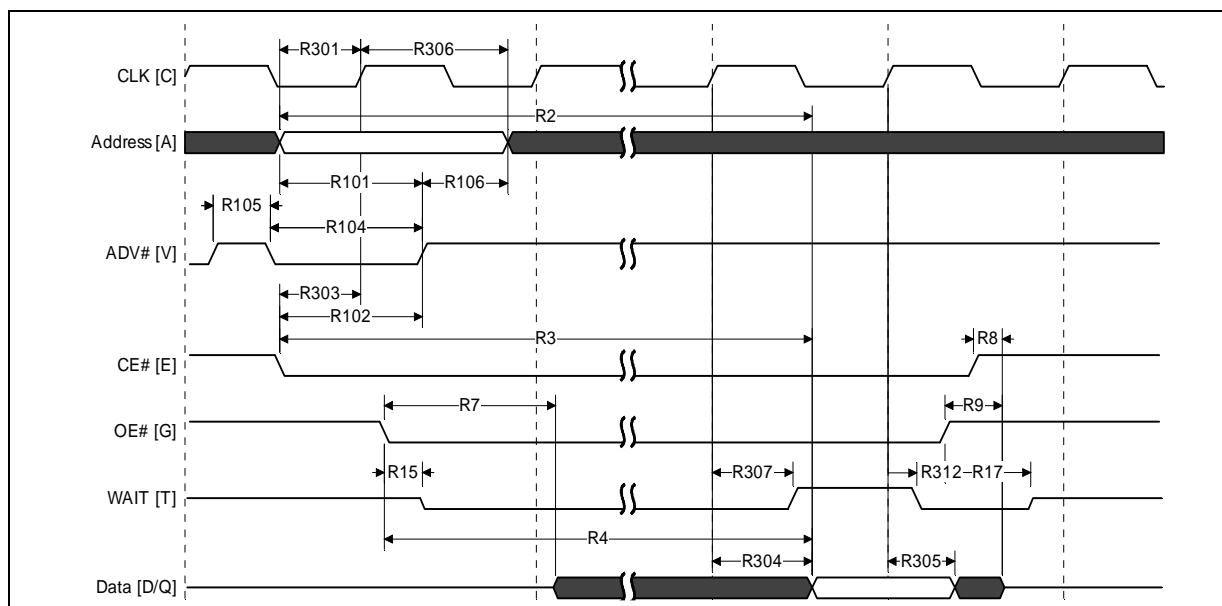 R301 R306
CLK [C]
R2
Address [A]
R101 R106
R105
R104
ADV# [V]
R303
R102
R3
R8
CE# [E]
R7
R9
OE# [G]
R15
R307
R312 R17
WAIT [T]
R4
R304
R305
Data [D/Q]